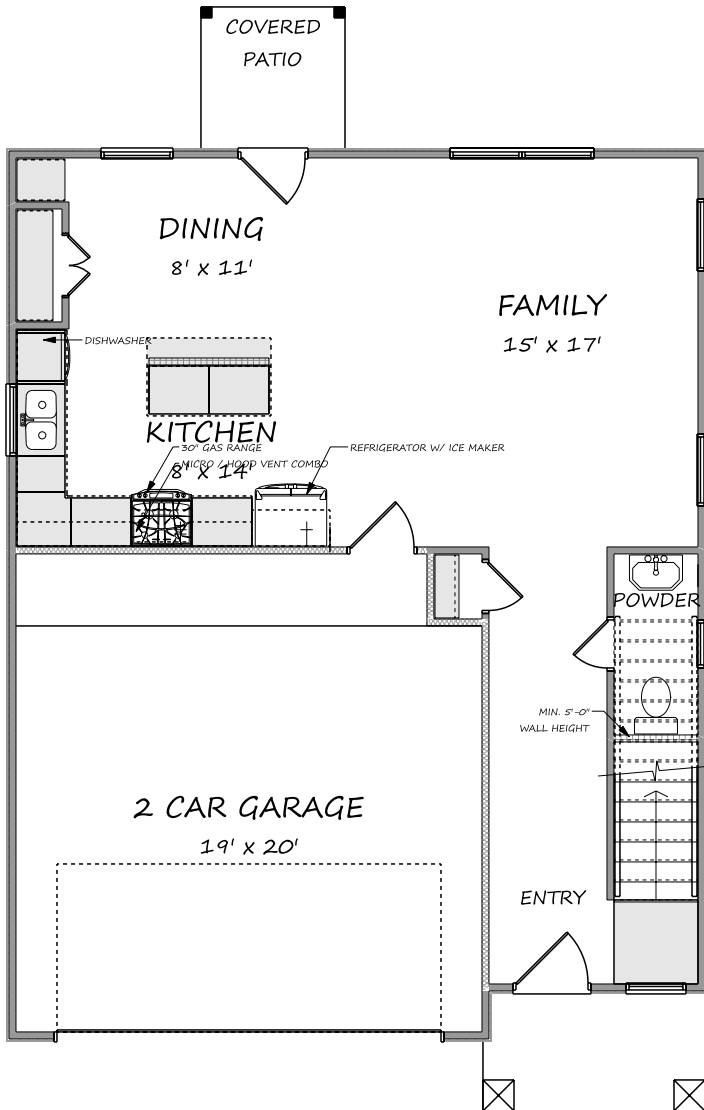 COVERED
PATIO
DINING
8' x 11'
FAMILY
15' x 17'
DISHWASHER
KITCHEN
8' x 14'
30" GAS RANGE
MICRO / HOOD VENT COMBO
REFRIGERATOR W/ ICE MAKER
POWDER
MIN. 5'-0"
WALL HEIGHT
2 CAR GARAGE
19' x 20'
ENTRY